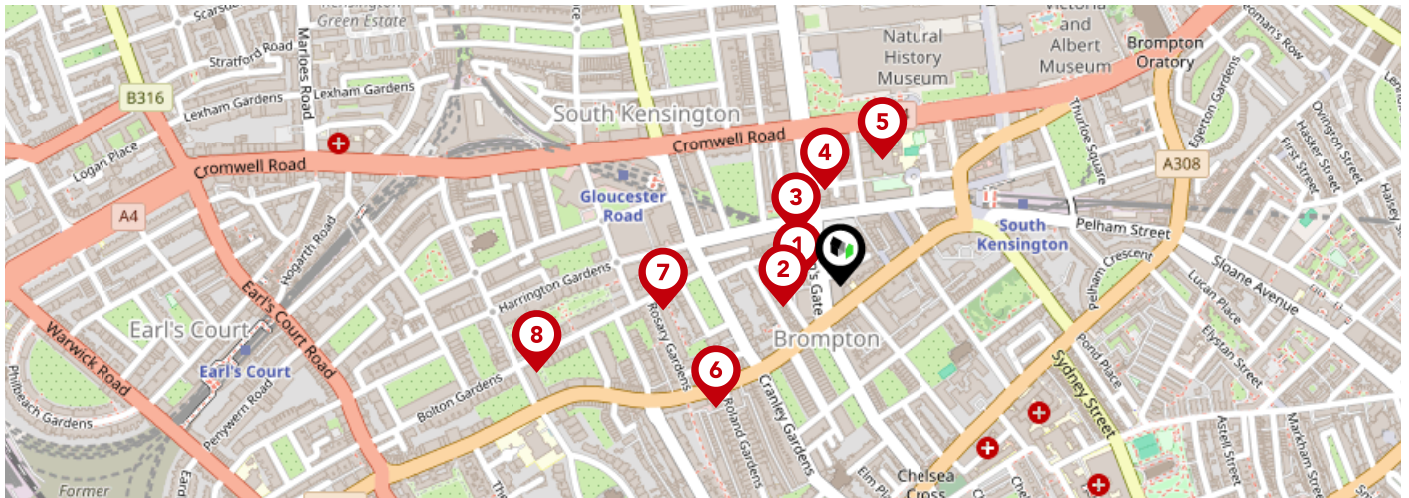 Scarsdale
Kensington
Green Estate
Stratford Road
Marloes Road
B316
Lexham Gardens
Lexham Gardens
Logan Place
Cromwell Road
A4
Hogarth Road
Earl's Court
Earl's Court
Earl's Court Road
Warwick Road
Philbeach Gardens
Penywern Road
Former
South Kensington
Cromwell Road
Gloucester
Road
Harrington Gardens
Bolton Gardens
Rosary Gardens
Roland Gardens
Cranley Gardens
Natural
History
Museum
Victoria
and
Albert
Museum
Brompton
Oratory
Thurloe Square
Egerton Gardens
Yeoman's Row
Ovington Street
Hasker Street
First Street
Halsey
A308
South
Kensington
Pelham Street
Pelham Crescent
Sloane Avenue
Lucan Place
Elystan Street
Pond Place
Sydney Street
Astell Street
Markham
Brompton
's Gate
Elm
Chelsea
Cross
The
1
2
3
4
5
6
7
8